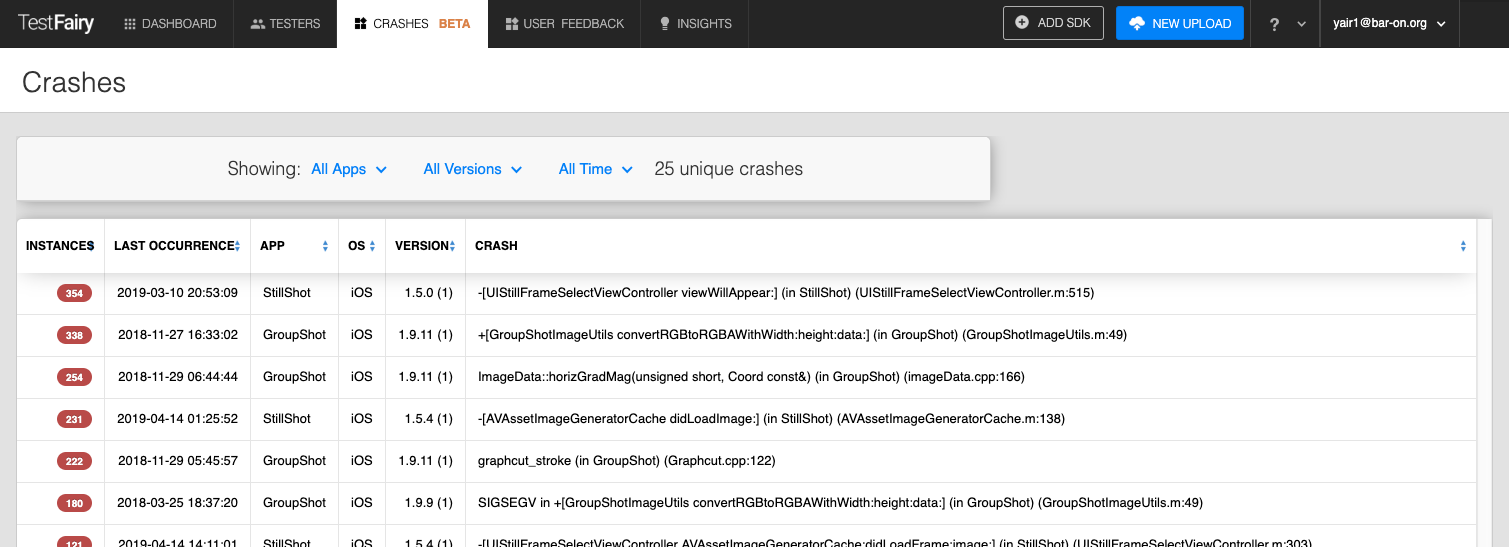 TestFairy DASHBOARD TESTERS CRASHES BETA USER FEEDBACK INSIGHTS ADD SDK NEW UPLOAD ? yair1@bar-on.org
Crashes
Showing: All Apps All Versions All Time 25 unique crashes
INSTANCES LAST OCCURRENCE APP OS VERSION CRASH
354 2019-03-10 20:53:09 StillShot iOS 1.5.0 (1) -[UIStillFrameSelectViewController viewWillAppear:] (in StillShot) (UIStillFrameSelectViewController.m:515)
338 2018-11-27 16:33:02 GroupShot iOS 1.9.11 (1) +[GroupShotImageUtils convertRGBtoRGBAWithWidth:height:data:] (in GroupShot) (GroupShotImageUtils.m:49)
254 2018-11-29 06:44:44 GroupShot iOS 1.9.11 (1) ImageData::horizGradMag(unsigned short, Coord const&) (in GroupShot) (imageData.cpp:166)
231 2019-04-14 01:25:52 StillShot iOS 1.5.4 (1) -[AVAssetImageGeneratorCache didLoadImage:] (in StillShot) (AVAssetImageGeneratorCache.m:138)
222 2018-11-29 05:45:57 GroupShot iOS 1.9.11 (1) graphcut_stroke (in GroupShot) (Graphcut.cpp:122)
180 2018-03-25 18:37:20 GroupShot iOS 1.9.9 (1) SIGSEGV in +[GroupShotImageUtils convertRGBtoRGBAWithWidth:height:data:] (in GroupShot) (GroupShotImageUtils.m:49)
121 2019-04-14 14:11:01 StillShot iOS 1.5.4 (1) -[UIStillFrameSelectViewController AVAssetImageGeneratorCache:didLoadFrame:image:] (in StillShot) (UIStillFrameSelectViewController.m:303)